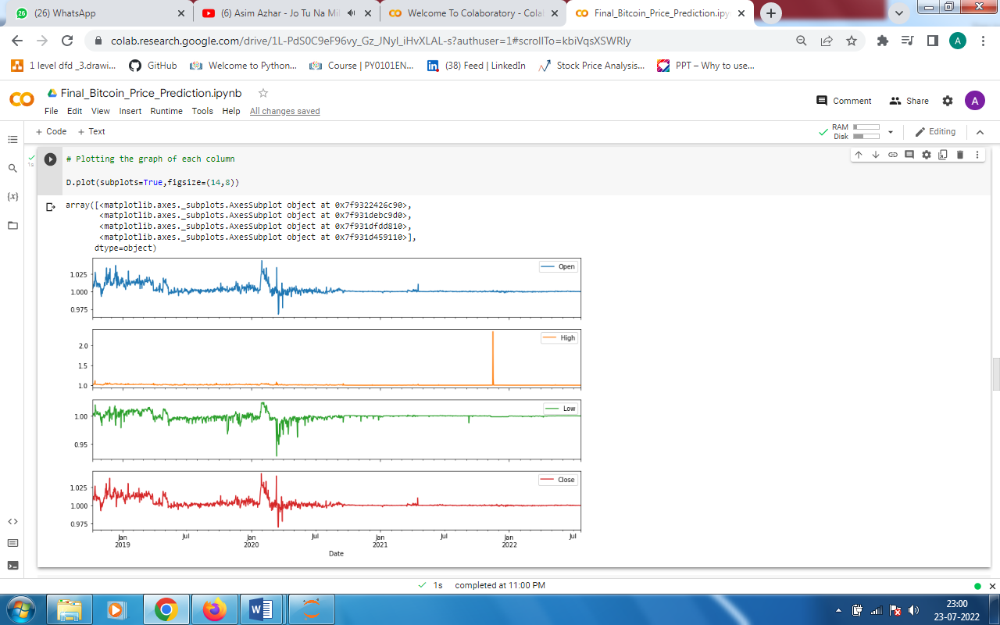 (26) WhatsApp
(6) Asim Azhar - Jo Tu Na Mil
Welcome To Colaboratory - Cola
Final_Bitcoin_Price_Prediction.ipy
colab.research.google.com/drive/1L-PdS0C9eF96vy_Gz_JNyl_iHvXLAL-s?authuser=1#scrollTo=kbiVqsXSWRly
A
1 level dfd _3.drawi...
GitHub
Welcome to Python...
Course | PY0101EN...
(38) Feed | LinkedIn
Stock Price Analysis...
PPT – Why to use...
Final_Bitcoin_Price_Prediction.ipynb
Comment
Share
A
File Edit View Insert Runtime Tools Help All changes saved
+ Code + Text
RAM
Disk
Editing
{x}
1s
# Plotting the graph of each column
D.plot(subplots=True,figsize=(14,8))
array([<matplotlib.axes._subplots.AxesSubplot object at 0x7f9322426c90>,
<matplotlib.axes._subplots.AxesSubplot object at 0x7f931debc9d0>,
<matplotlib.axes._subplots.AxesSubplot object at 0x7f931dfdd810>,
<matplotlib.axes._subplots.AxesSubplot object at 0x7f931d459110>],
dtype=object)
Open
1.025
1.000
0.975
High
2.0
1.5
1.0
Low
1.00
0.95
Close
1.025
1.000
0.975
Jan Jul Jan Jul Jan Jul Jan Jul
2019 2020 2021 2022
Date
1s completed at 11:00 PM
23:00
23-07-2022